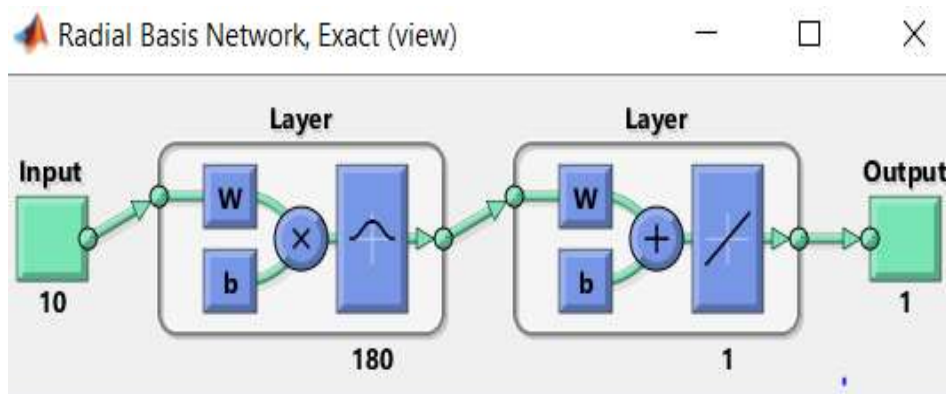 Radial Basis Network, Exact (view)
Layer
Layer
Input
Output
W
W
b
b
10
1
180
1